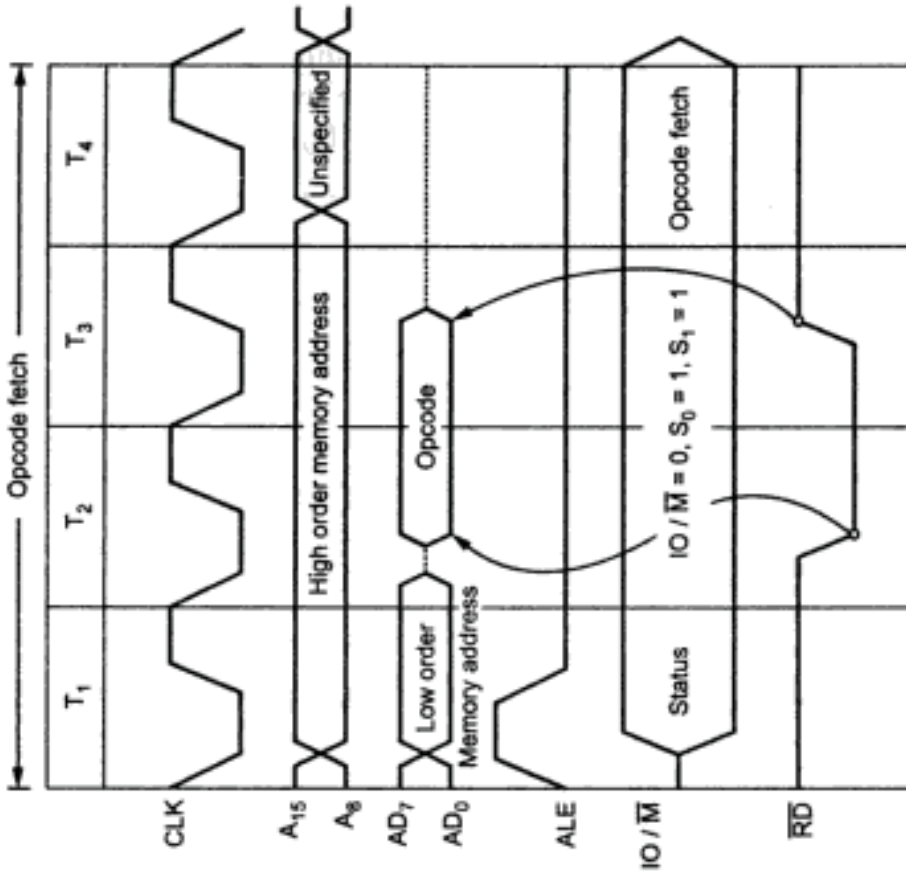 Opcode fetch
T1 T2 T3 T4
CLK
A15
A8
High order memory address
Unspecified
AD7
AD0
Low order
Memory address
Opcode
ALE
IO / M̅
Status
IO / M̅ = 0, S0 = 1, S1 = 1
Opcode fetch
R̅D̅